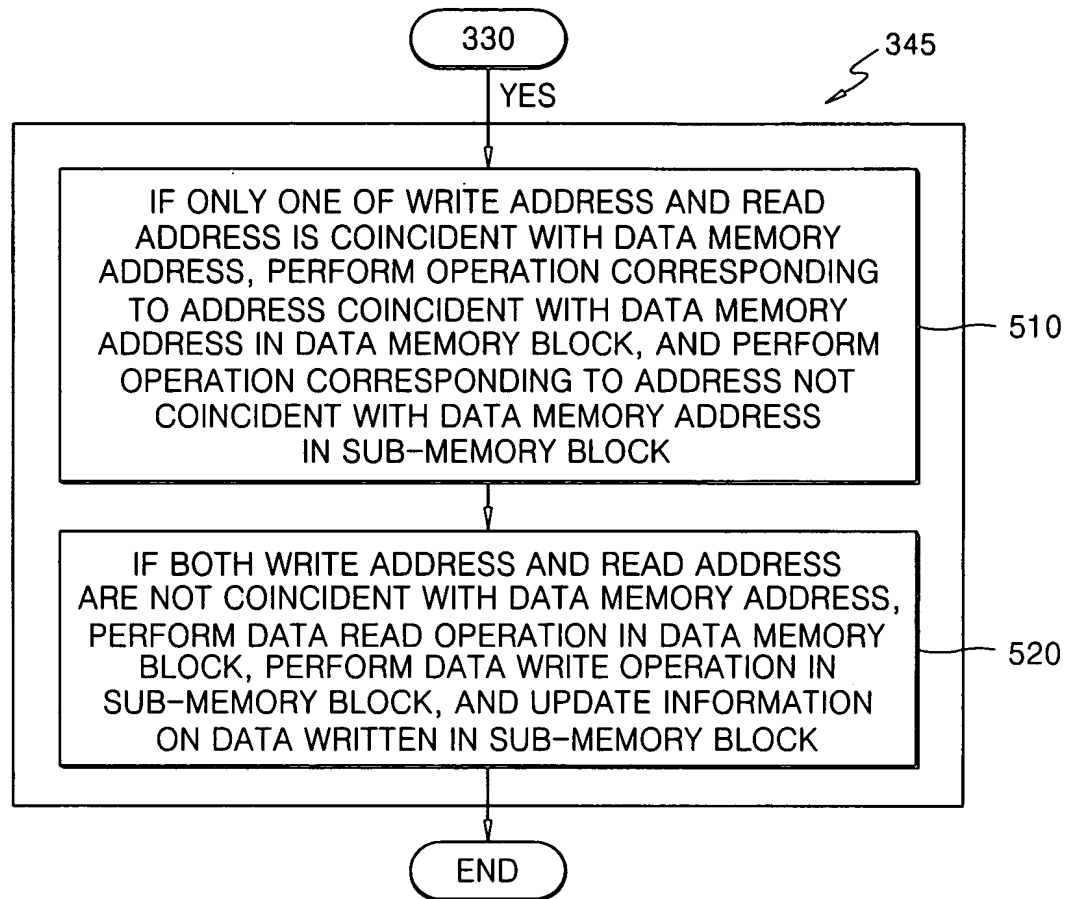 330
345
YES
IF ONLY ONE OF WRITE ADDRESS AND READ
ADDRESS IS COINCIDENT WITH DATA MEMORY
ADDRESS, PERFORM OPERATION CORRESPONDING
TO ADDRESS COINCIDENT WITH DATA MEMORY
ADDRESS IN DATA MEMORY BLOCK, AND PERFORM
OPERATION CORRESPONDING TO ADDRESS NOT
COINCIDENT WITH DATA MEMORY ADDRESS
IN SUB-MEMORY BLOCK
510
IF BOTH WRITE ADDRESS AND READ ADDRESS
ARE NOT COINCIDENT WITH DATA MEMORY ADDRESS,
PERFORM DATA READ OPERATION IN DATA MEMORY
BLOCK, PERFORM DATA WRITE OPERATION IN
SUB-MEMORY BLOCK, AND UPDATE INFORMATION
ON DATA WRITTEN IN SUB-MEMORY BLOCK
520
END